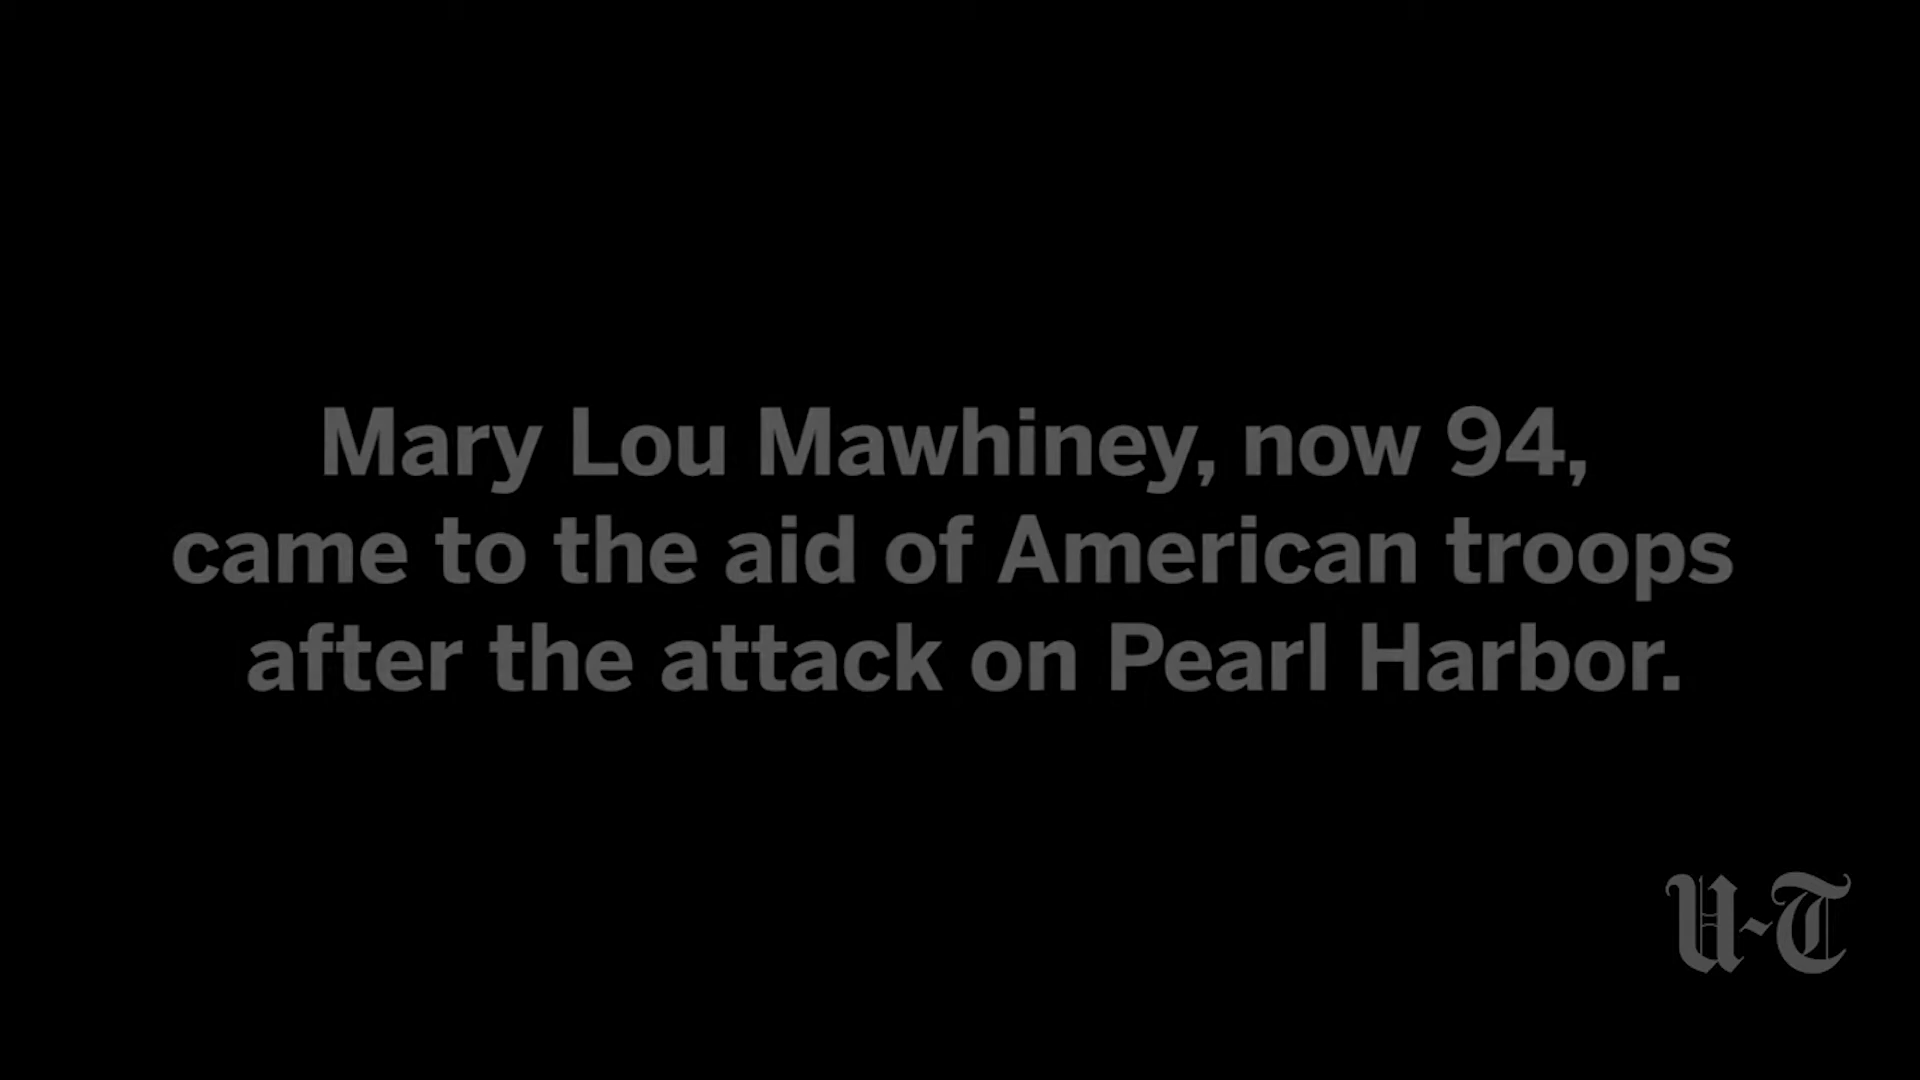 Mary Lou Mawhiney, now 94,
came to the aid of American troops
after the attack on Pearl Harbor.
U-T